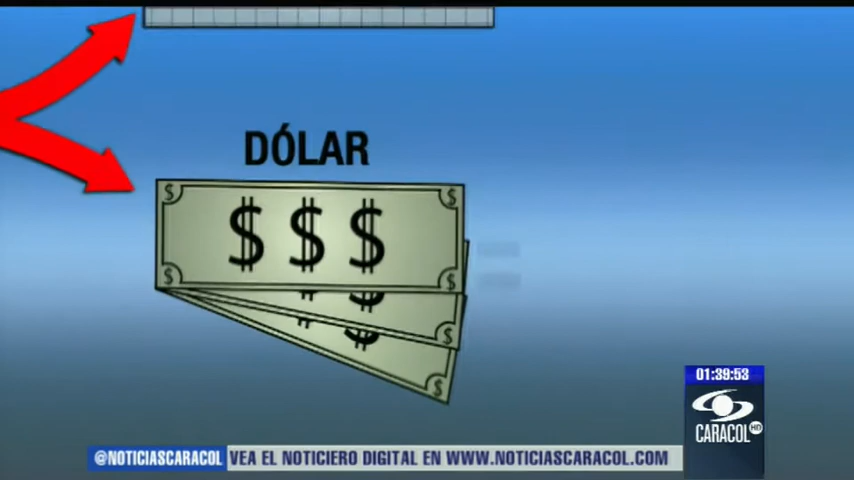 DÓLAR
$ $
$ $ $
$ $
$ $
$
$ $
$
01:39:53
CARACOL HD
@NOTICIASCARACOL VEA EL NOTICIERO DIGITAL EN WWW.NOTICIASCARACOL.COM